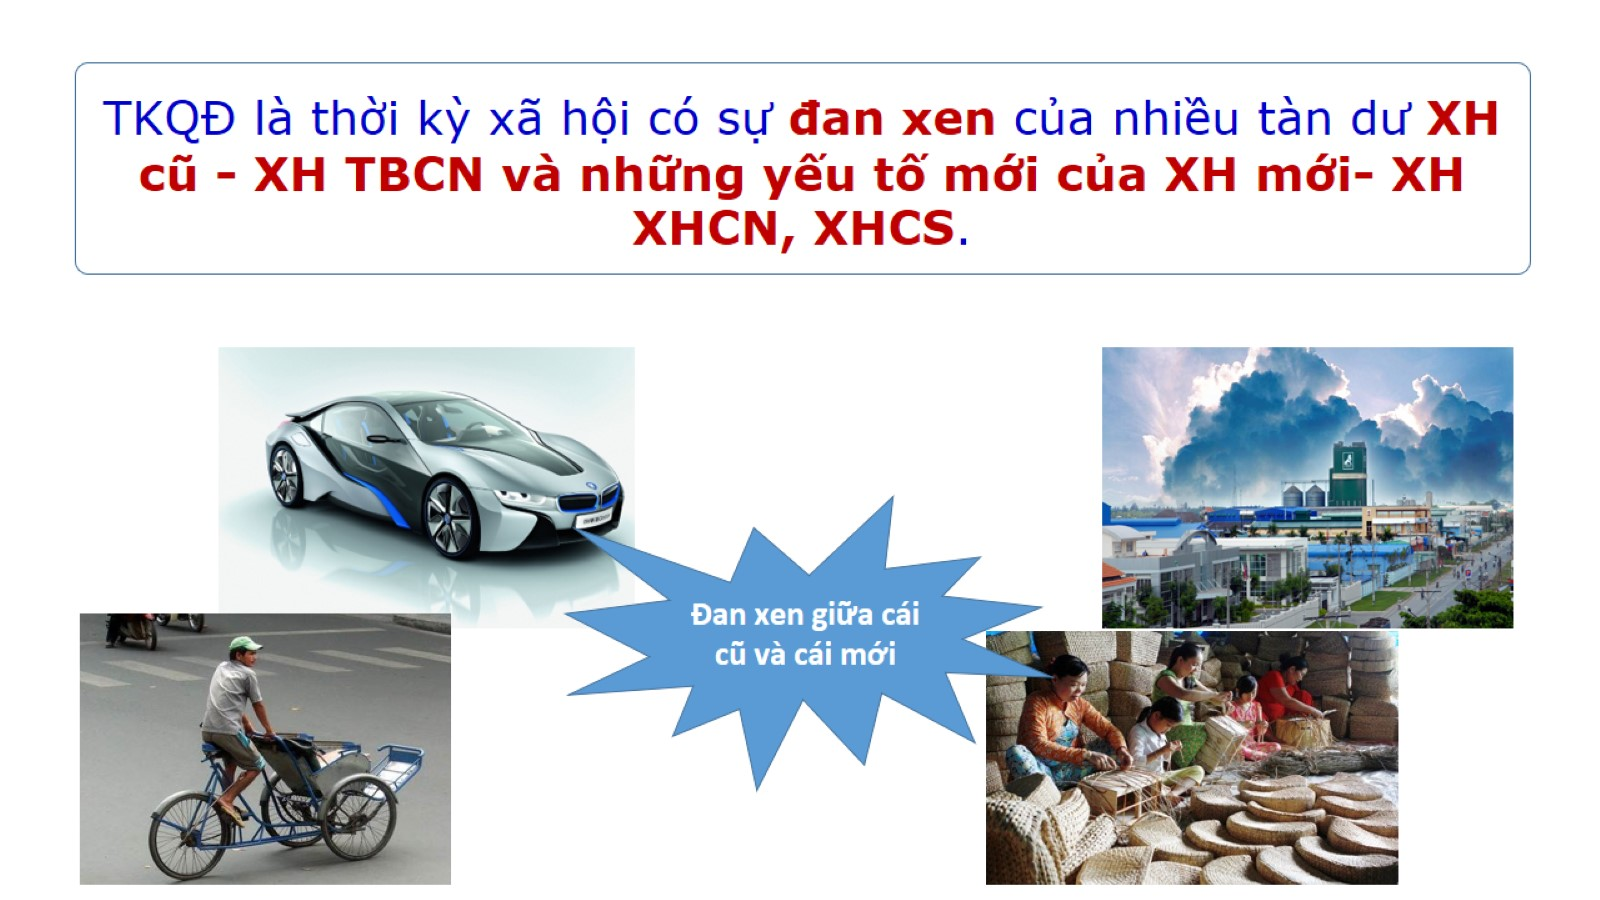 TKQĐ là thời kỳ xã hội có sự đan xen của nhiều tàn dư XH
cũ - XH TBCN và những yếu tố mới của XH mới- XH
XHCN, XHCS.
Đan xen giữa cái
cũ và cái mới